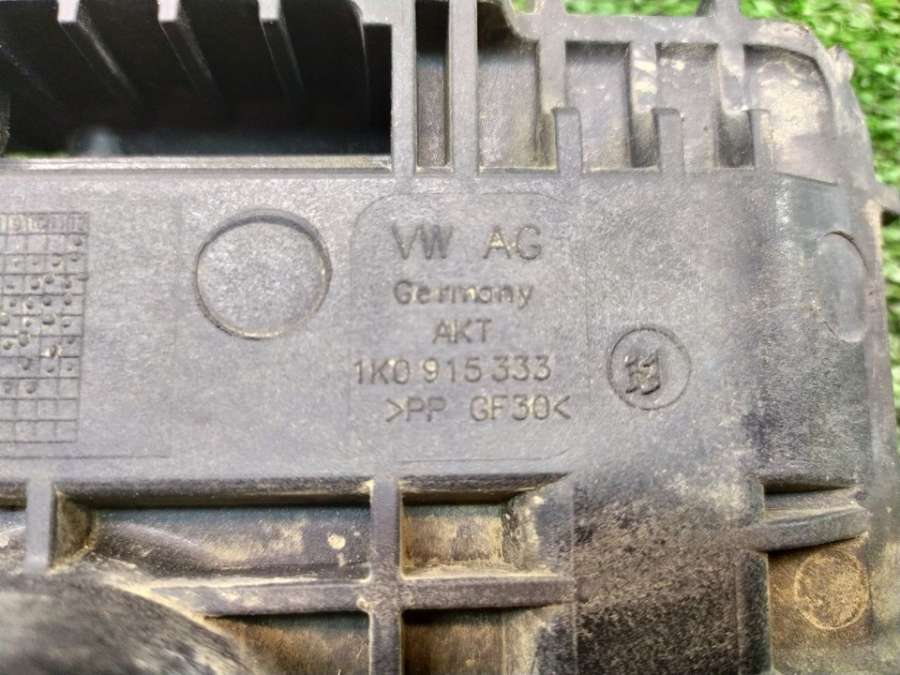 VW AG
Germany
AKT
1K0 915 333
>PP GF30<